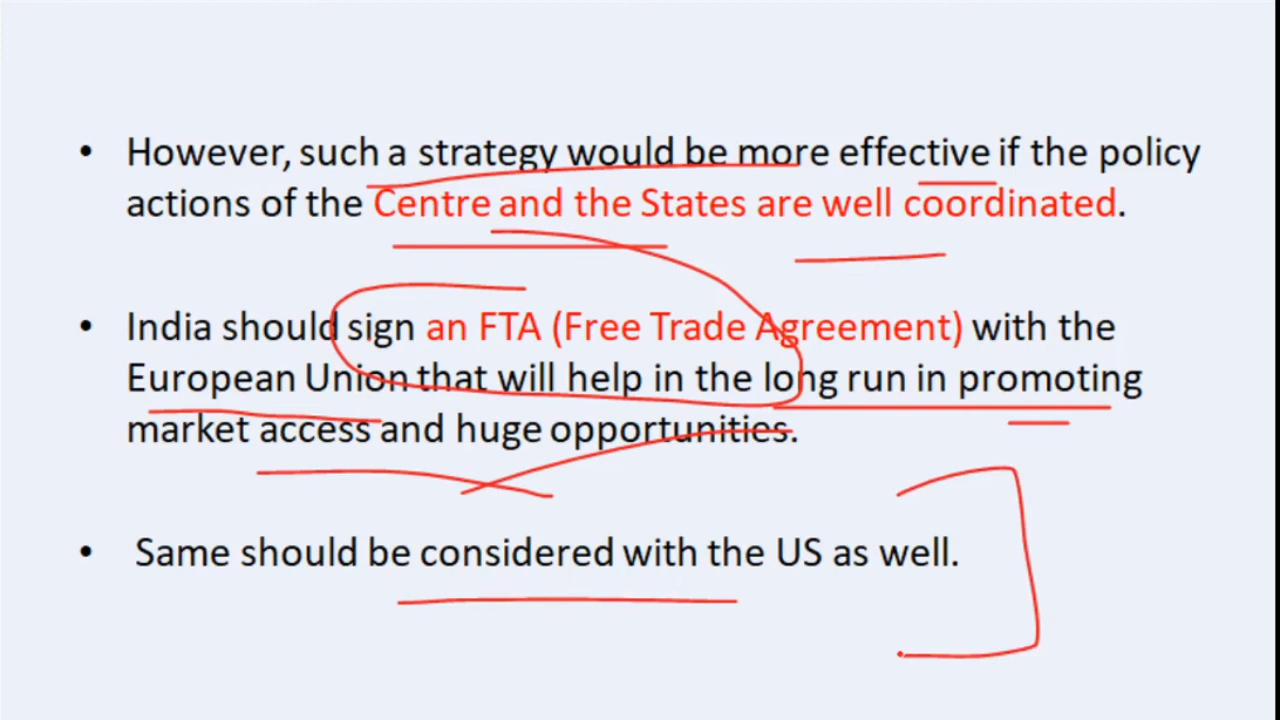 • However, such a strategy would be more effective if the policy
actions of the Centre and the States are well coordinated.
• India should sign an FTA (Free Trade Agreement) with the
European Union that will help in the long run in promoting
market access and huge opportunities.
• Same should be considered with the US as well.